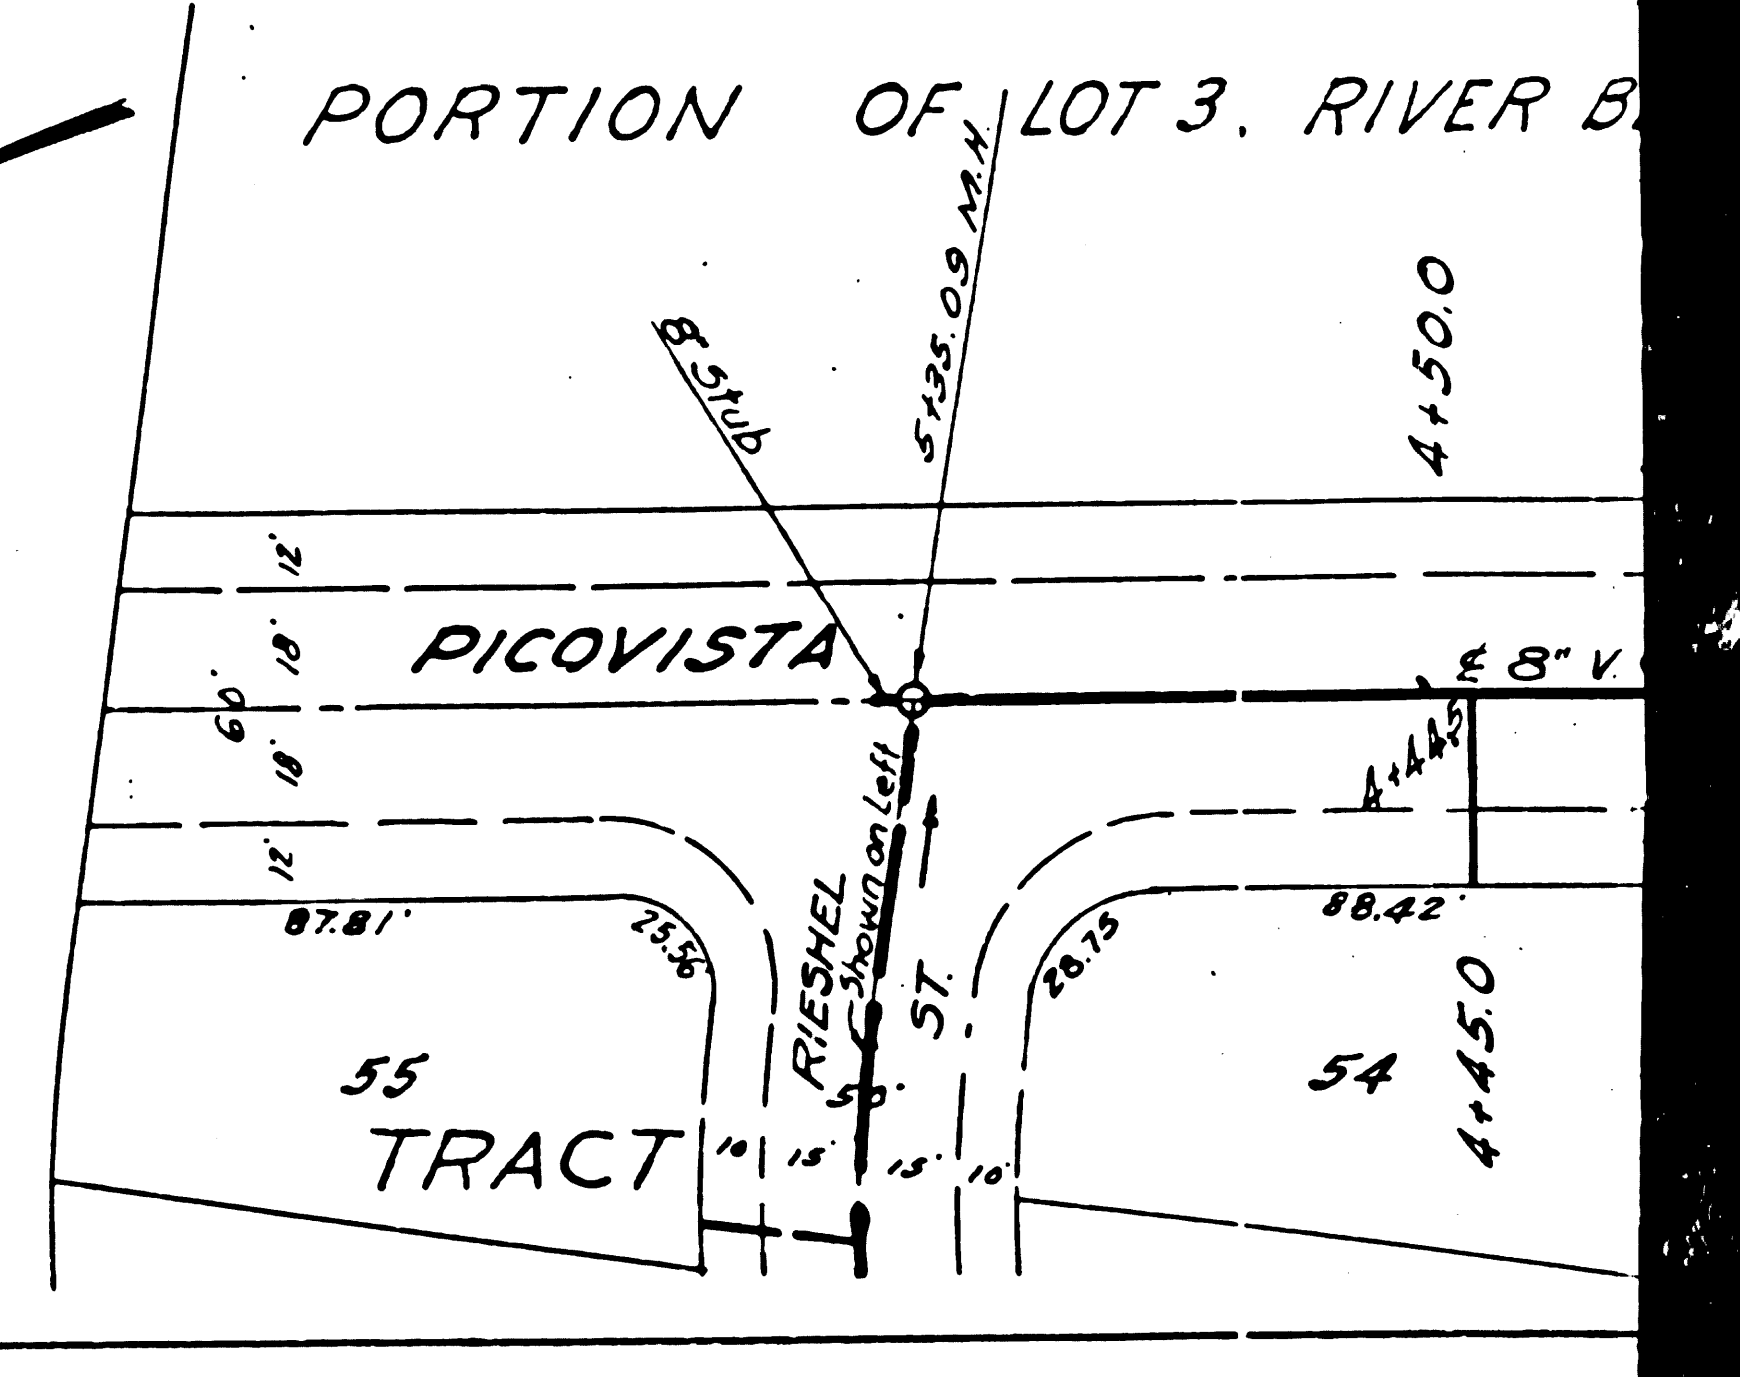 PORTION OF LOT 3, RIVER B
5+35.09 M.H.
8" Stub
4+50.0
12'
18'
60'
18'
12'
PICOVISTA
℄ 8" V.
4+44.5
87.81'
25.56'
RIESHEL
Shown on Left
ST.
28.75
88.42'
4+45.0
55
54
TRACT
50'
10
15'
15'
10'